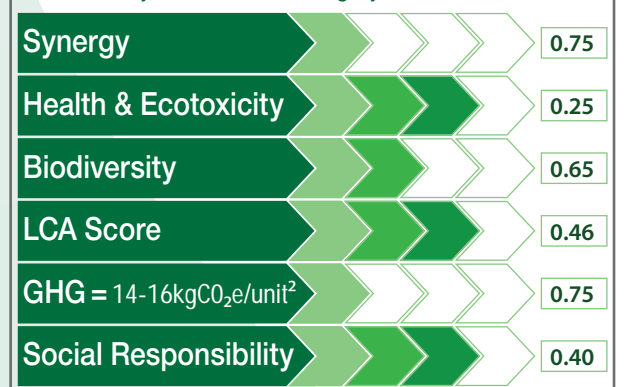 Synergy 0.75
Health & Ecotoxicity 0.25
Biodiversity 0.65
LCA Score 0.46
GHG = 14-16kgC0₂e/unit² 0.75
Social Responsibility 0.40